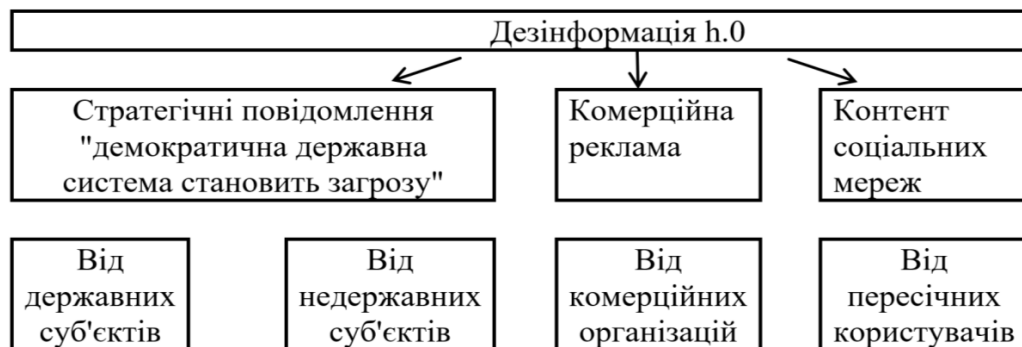 Дезінформація h.0
Стратегічні повідомлення
"демократична державна
система становить загрозу"
Комерційна
реклама
Контент
соціальних
мереж
Від
державних
суб'єктів
Від
недержавних
суб'єктів
Від
комерційних
організацій
Від
пересічних
користувачів